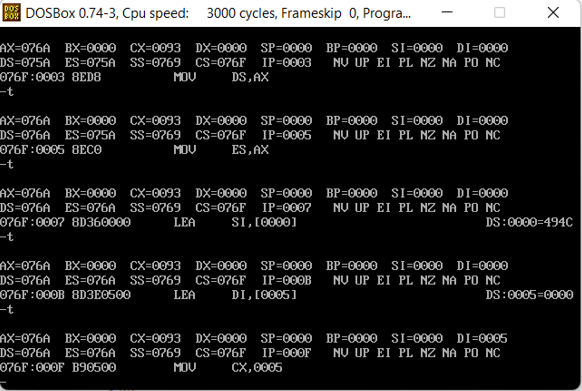 DOS
BOX
DOSBox 0.74-3, Cpu speed: 3000 cycles, Frameskip 0, Progra...
AX=076A BX=0000 CX=0093 DX=0000 SP=0000 BP=0000 SI=0000 DI=0000
DS=075A ES=075A SS=0769 CS=076F IP=0003 NV UP EI PL NZ NA PO NC
076F:0003 8ED8 MOV DS,AX
-t
AX=076A BX=0000 CX=0093 DX=0000 SP=0000 BP=0000 SI=0000 DI=0000
DS=076A ES=075A SS=0769 CS=076F IP=0005 NV UP EI PL NZ NA PO NC
076F:0005 8EC0 MOV ES,AX
-t
AX=076A BX=0000 CX=0093 DX=0000 SP=0000 BP=0000 SI=0000 DI=0000
DS=076A ES=076A SS=0769 CS=076F IP=0007 NV UP EI PL NZ NA PO NC
076F:0007 8D360000 LEA SI,[0000] DS:0000=494C
-t
AX=076A BX=0000 CX=0093 DX=0000 SP=0000 BP=0000 SI=0000 DI=0000
DS=076A ES=076A SS=0769 CS=076F IP=000B NV UP EI PL NZ NA PO NC
076F:000B 8D3E0500 LEA DI,[0005] DS:0005=0000
-t
AX=076A BX=0000 CX=0093 DX=0000 SP=0000 BP=0000 SI=0000 DI=0005
DS=076A ES=076A SS=0769 CS=076F IP=000F NV UP EI PL NZ NA PO NC
076F:000F B90500 MOV CX,0005
-